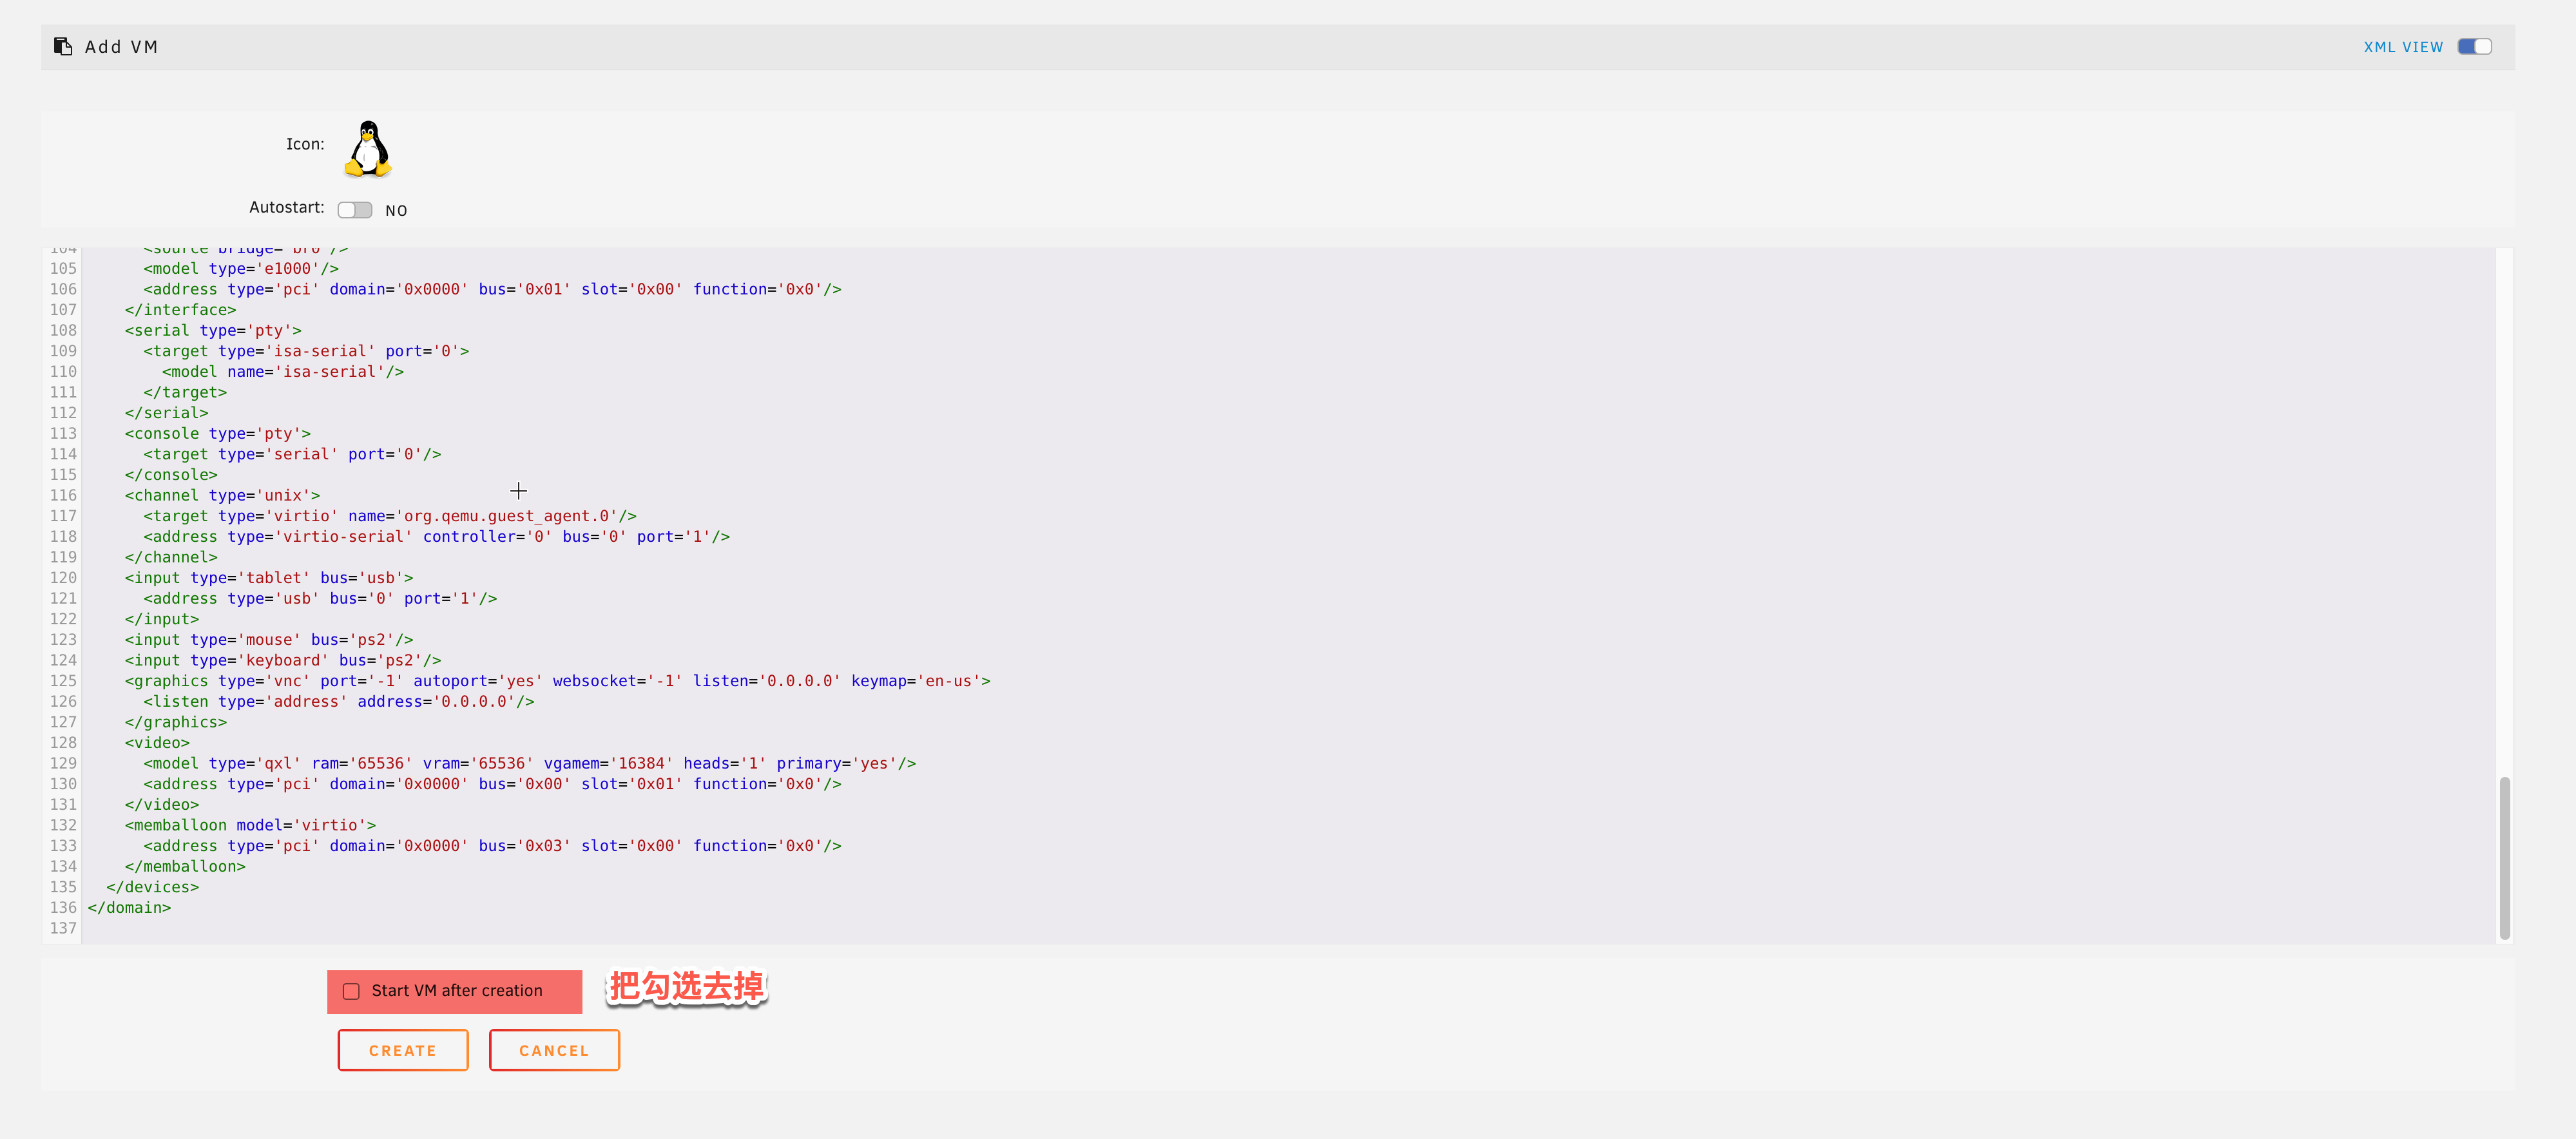 Add VM
XML VIEW
Icon:
Autostart:
NO
104 <source bridge='br0'/>
105 <model type='e1000'/>
106 <address type='pci' domain='0x0000' bus='0x01' slot='0x00' function='0x0'/>
107 </interface>
108 <serial type='pty'>
109 <target type='isa-serial' port='0'>
110 <model name='isa-serial'/>
111 </target>
112 </serial>
113 <console type='pty'>
114 <target type='serial' port='0'/>
115 </console>
116 <channel type='unix'>
117 <target type='virtio' name='org.qemu.guest_agent.0'/>
118 <address type='virtio-serial' controller='0' bus='0' port='1'/>
119 </channel>
120 <input type='tablet' bus='usb'>
121 <address type='usb' bus='0' port='1'/>
122 </input>
123 <input type='mouse' bus='ps2'/>
124 <input type='keyboard' bus='ps2'/>
125 <graphics type='vnc' port='-1' autoport='yes' websocket='-1' listen='0.0.0.0' keymap='en-us'>
126 <listen type='address' address='0.0.0.0'/>
127 </graphics>
128 <video>
129 <model type='qxl' ram='65536' vram='65536' vgamem='16384' heads='1' primary='yes'/>
130 <address type='pci' domain='0x0000' bus='0x00' slot='0x01' function='0x0'/>
131 </video>
132 <memballoon model='virtio'>
133 <address type='pci' domain='0x0000' bus='0x03' slot='0x00' function='0x0'/>
134 </memballoon>
135 </devices>
136 </domain>
137
Start VM after creation
把勾选去掉
CREATE
CANCEL